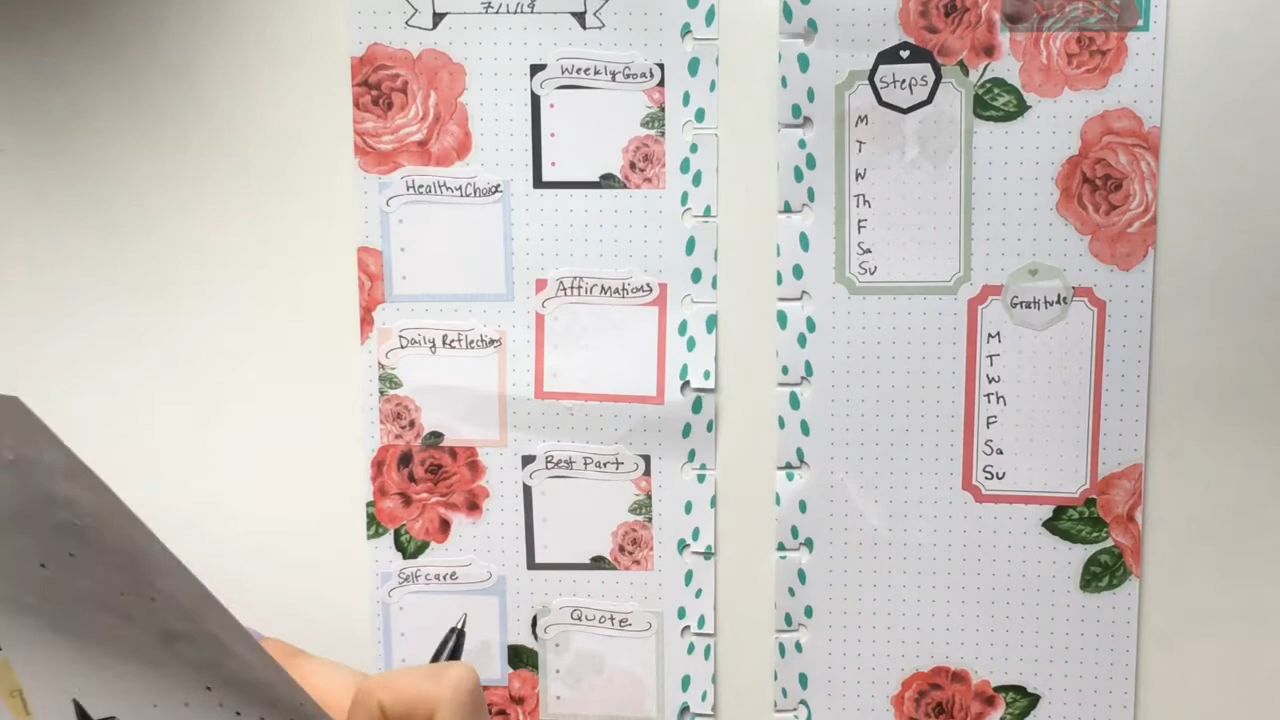 7/1/19
Weekly Goal
Healthy Choice
Affirmations
Daily Reflections
Best Part
Selfcare
Quote
Steps
M
T
W
Th
F
Sa
Su
Gratitude
M
T
W
Th
F
Sa
Su